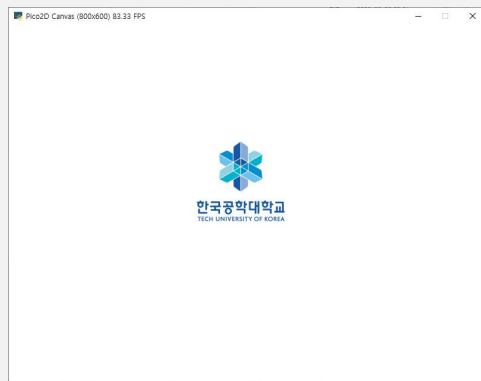 Pico2D Canvas (800x600) 83.33 FPS
한국공학대학교
TECH UNIVERSITY OF KOREA